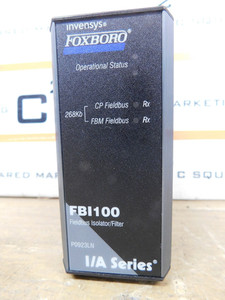 invensys®
FOXBORO®
Operational Status
CP Fieldbus Rx
268Kb
FBM Fieldbus Rx
FBI100
Fieldbus Isolator/Filter
I/A Series®